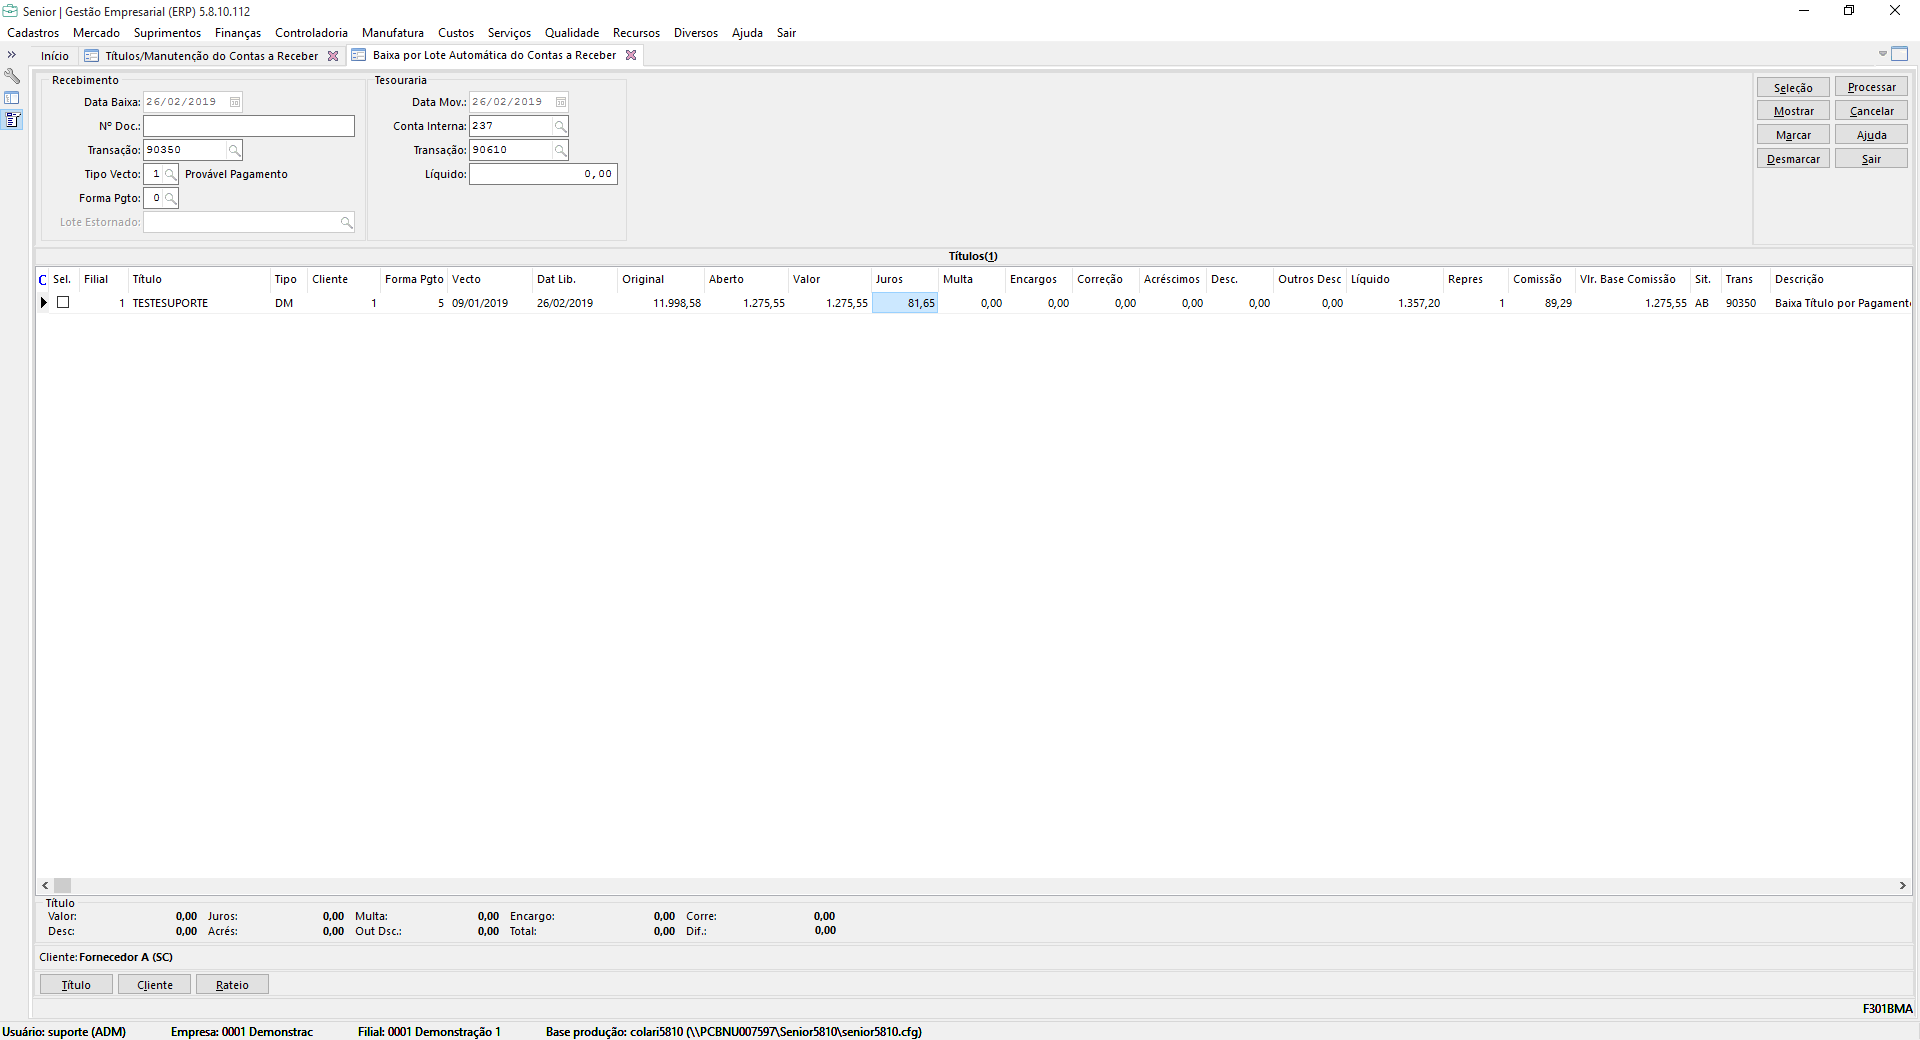 Senior | Gestão Empresarial (ERP) 5.8.10.112
Cadastros Mercado Suprimentos Finanças Controladoria Manufatura Custos Serviços Qualidade Recursos Diversos Ajuda Sair
Início Títulos/Manutenção do Contas a Receber Baixa por Lote Automática do Contas a Receber
Recebimento Tesouraria
Data Baixa: 26/02/2019 Data Mov.: 26/02/2019 Seleção Processar
Nº Doc.: Conta Interna: 237 Mostrar Cancelar
Transação: 90350 Transação: 90610 Marcar Ajuda
Tipo Vecto: 1 Provável Pagamento Líquido: 0,00 Desmarcar Sair
Forma Pgto: 0
Lote Estornado:
Títulos(1)
C Sel. Filial Título Tipo Cliente Forma Pgto Vecto Dat Lib. Original Aberto Valor Juros Multa Encargos Correção Acréscimos Desc. Outros Desc Líquido Repres Comissão Vlr. Base Comissão Sit. Trans Descrição
1 TESTESUPORTE DM 1 5 09/01/2019 26/02/2019 11.998,58 1.275,55 1.275,55 81,65 0,00 0,00 0,00 0,00 0,00 0,00 1.357,20 1 89,29 1.275,55 AB 90350 Baixa Título por Pagament
Título
Valor: 0,00 Juros: 0,00 Multa: 0,00 Encargo: 0,00 Corre: 0,00
Desc: 0,00 Acrés: 0,00 Out Dsc.: 0,00 Total: 0,00 Dif.: 0,00
Cliente: Fornecedor A (SC)
Título Cliente Rateio
F301BMA
Usuário: suporte (ADM) Empresa: 0001 Demonstrac Filial: 0001 Demonstração 1 Base produção: colari5810 (\\PCBNU007597\Senior5810\senior5810.cfg)